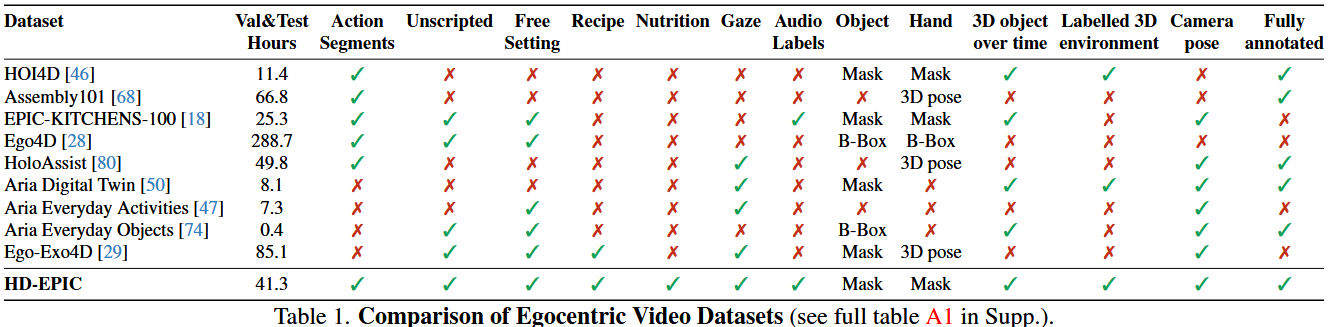 Dataset Val&Test Hours Action Segments Unscripted Free Setting Recipe Nutrition Gaze Audio Labels Object Hand 3D object over time Labelled 3D environment Camera pose Fully annotated
HOI4D [46] 11.4 ✓ ✗ ✗ ✗ ✗ ✗ ✗ Mask Mask ✓ ✓ ✗ ✓
Assembly101 [68] 66.8 ✓ ✗ ✗ ✗ ✗ ✗ ✗ ✗ 3D pose ✗ ✗ ✗ ✓
EPIC-KITCHENS-100 [18] 25.3 ✓ ✓ ✓ ✗ ✗ ✗ ✓ Mask Mask ✓ ✗ ✓ ✗
Ego4D [28] 288.7 ✓ ✓ ✓ ✗ ✗ ✗ ✗ B-Box B-Box ✗ ✗ ✗ ✗
HoloAssist [80] 49.8 ✓ ✗ ✗ ✗ ✗ ✓ ✗ ✗ 3D pose ✗ ✗ ✓ ✓
Aria Digital Twin [50] 8.1 ✗ ✗ ✗ ✗ ✗ ✓ ✗ Mask ✗ ✓ ✓ ✓ ✓
Aria Everyday Activities [47] 7.3 ✗ ✗ ✓ ✗ ✗ ✓ ✗ ✗ ✗ ✗ ✗ ✓ ✗
Aria Everyday Objects [74] 0.4 ✗ ✓ ✓ ✗ ✗ ✗ ✗ B-Box ✗ ✓ ✗ ✓ ✓
Ego-Exo4D [29] 85.1 ✗ ✓ ✓ ✓ ✗ ✓ ✗ Mask 3D pose ✗ ✗ ✓ ✗
HD-EPIC 41.3 ✓ ✓ ✓ ✓ ✓ ✓ ✓ Mask Mask ✓ ✓ ✓ ✓
Table 1. Comparison of Egocentric Video Datasets (see full table A1 in Supp.).